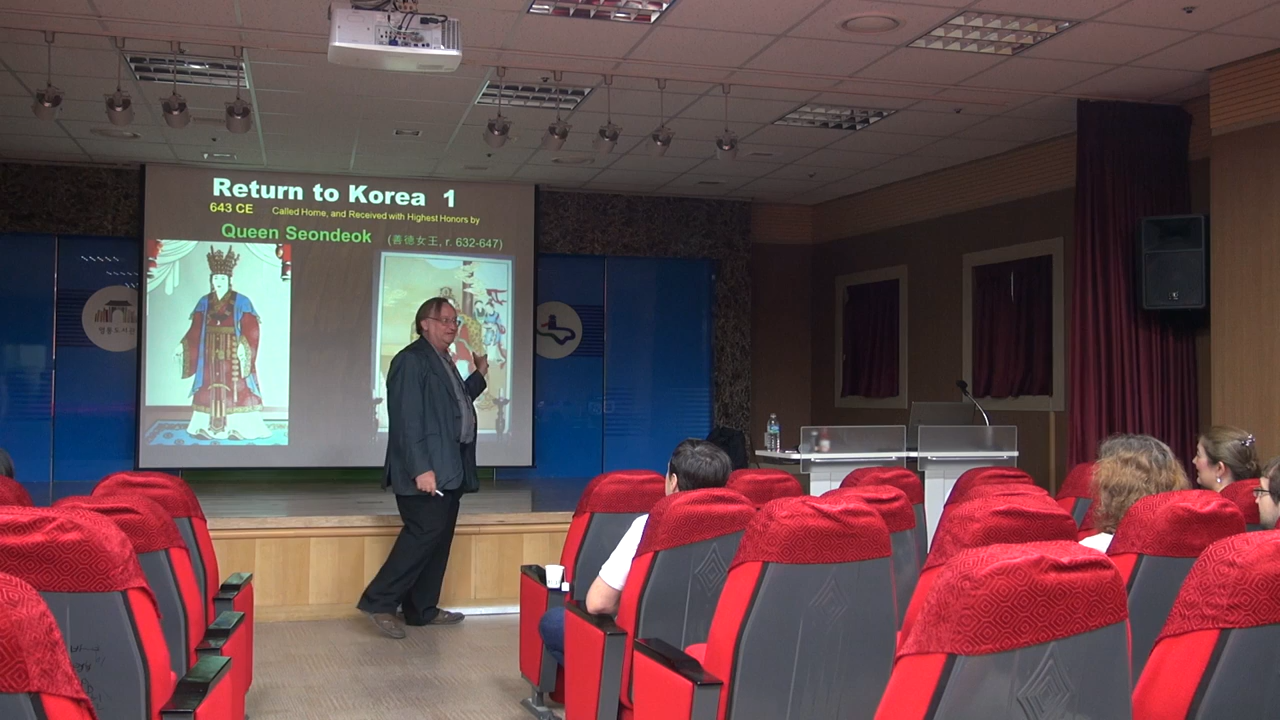 Return to Korea 1
643 CE Called Home, and Received with Highest Honors by
Queen Seondeok (善德女王, r. 632-647)